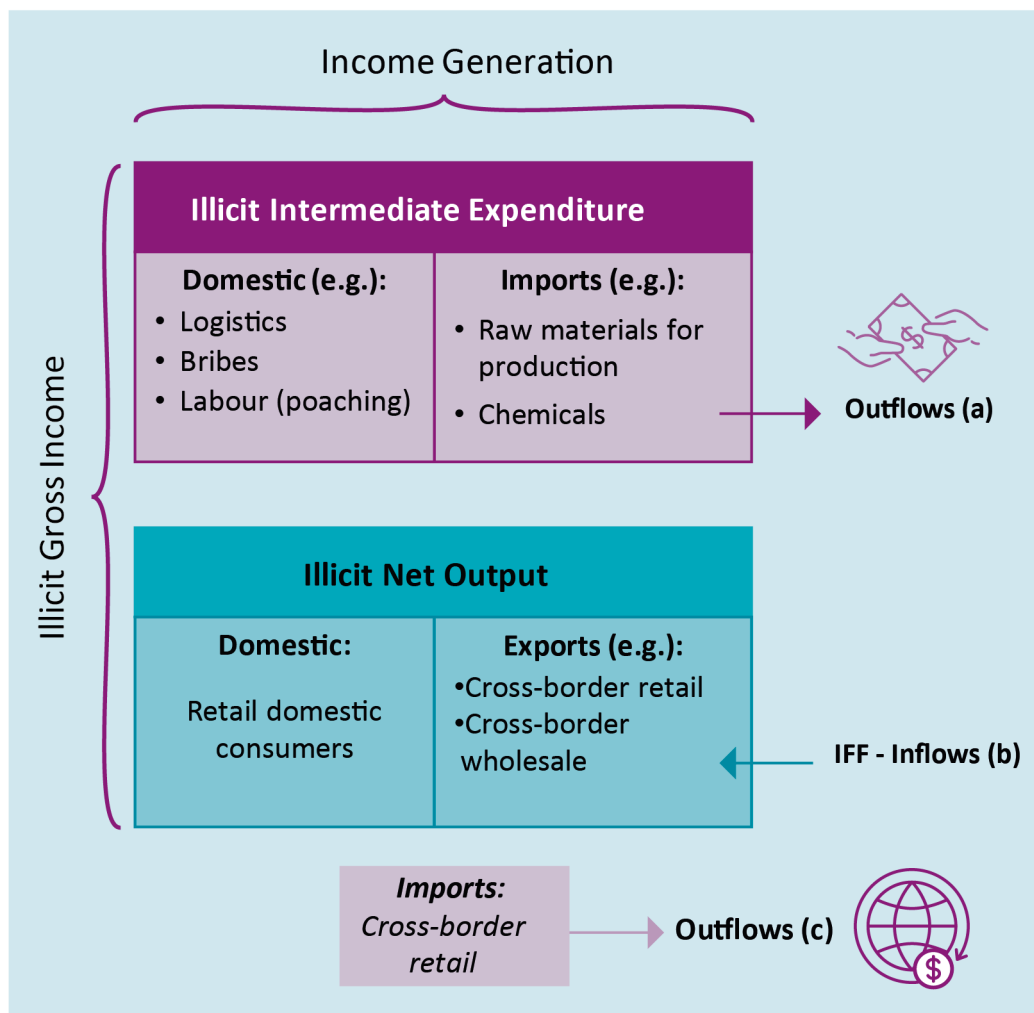 Income Generation
Illicit Gross Income
Illicit Intermediate Expenditure
Domestic (e.g.):
• Logistics
• Bribes
• Labour (poaching)
Imports (e.g.):
• Raw materials for
production
• Chemicals
$
Outflows (a)
Illicit Net Output
Domestic:
Retail domestic
consumers
Exports (e.g.):
•Cross-border retail
•Cross-border
wholesale
IFF - Inflows (b)
Imports:
Cross-border
retail
Outflows (c)
$